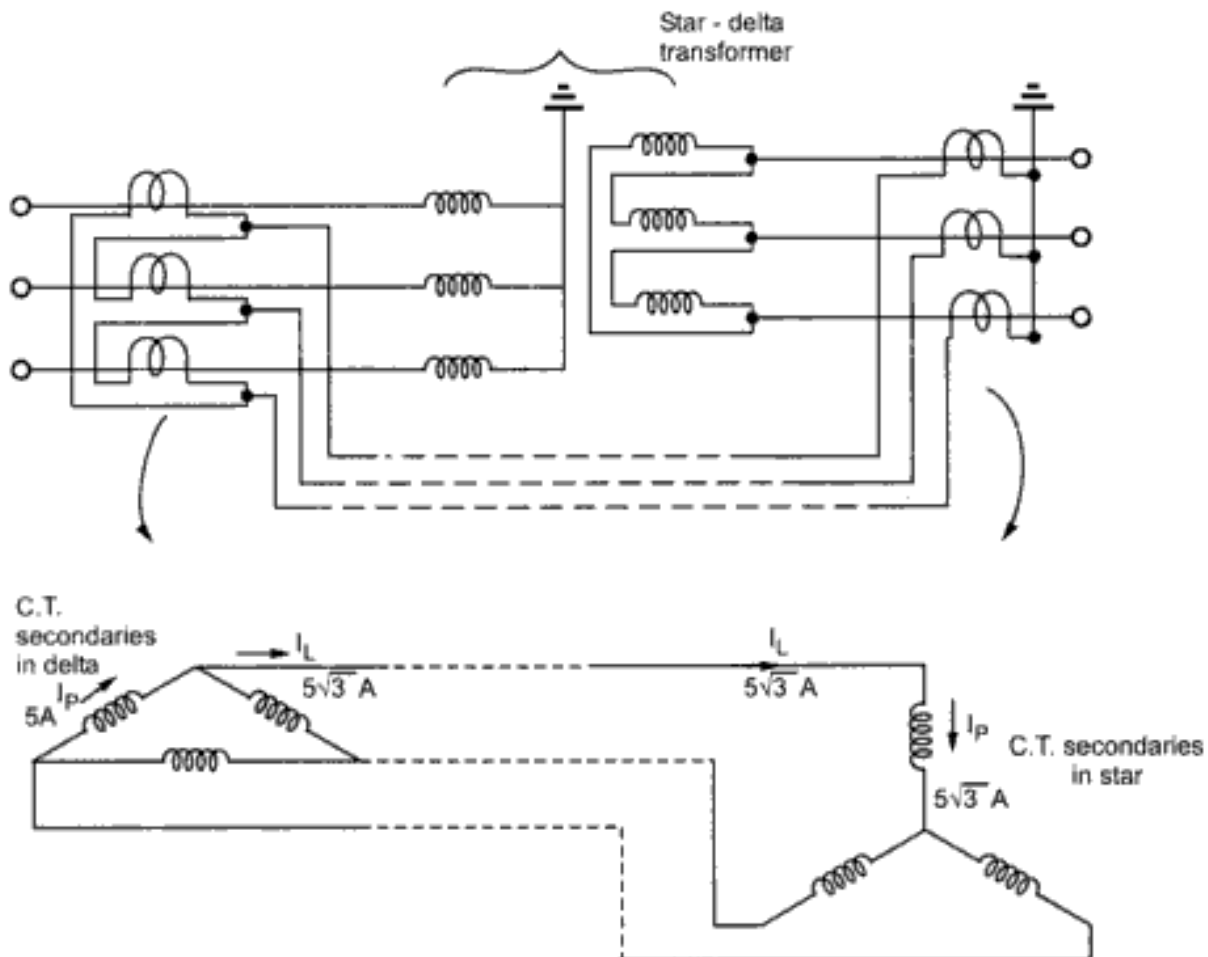 Star - delta
transformer
C.T.
secondaries
in delta
I_P
5A
I_L
5√3 A
I_L
5√3 A
I_P
5√3 A
C.T. secondaries
in star